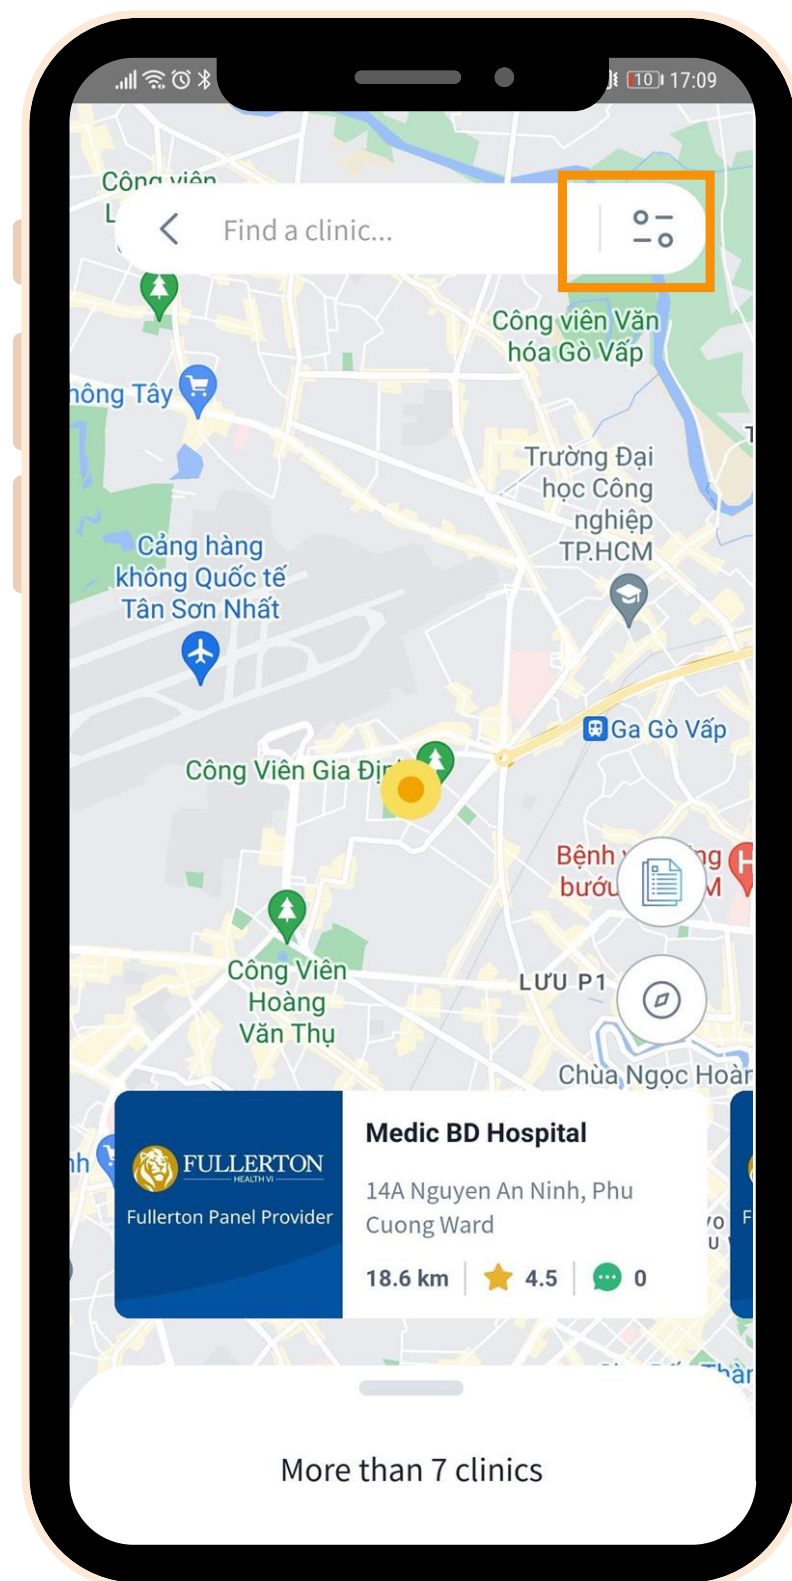 10 17:09
Công viên
L
Find a clinic...
Công viên Văn
hóa Gò Vấp
hông Tây
T
Trường Đại
học Công
nghiệp
TP.HCM
Cảng hàng
không Quốc tế
Tân Sơn Nhất
Ga Gò Vấp
Công Viên Gia Địn
Bệnh v ng H
bướu M
Công Viên
Hoàng
Văn Thụ
LƯU P1
Chùa Ngọc Hoàn
nh
FULLERTON
HEALTH VI
Fullerton Panel Provider
Medic BD Hospital
14A Nguyen An Ninh, Phu
Cuong Ward
18.6 km 4.5 0
F
More than 7 clinics